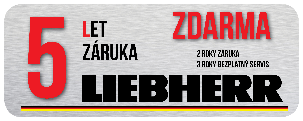 5 LET
ZÁRUKA
ZDARMA
2 ROKY ZÁRUKA
3 ROKY BEZPLATNÝ SERVIS
LIEBHERR